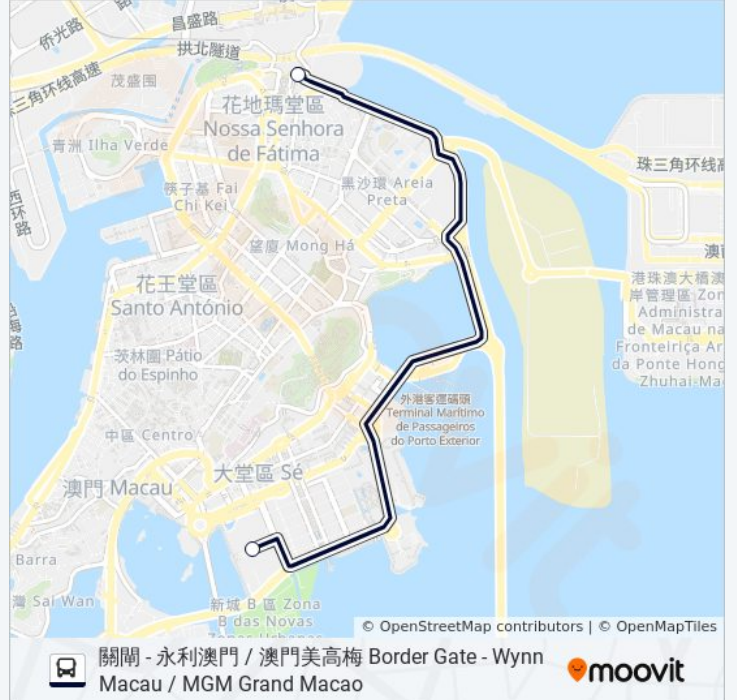 昌盛路
侨光路
拱北隧道
三角环线高速
茂盛围
花地瑪堂區
Nossa Senhora
de Fátima
青洲 Ilha Verde
珠三角环线高
筷子基 Fai
Chi Kei
黑沙環 Areia
Preta
西环路
望廈 Mong Há
澳門
花王堂區
Santo António
港珠澳大橋澳
岸管理區 Zon
Administra
de Macau na
Fronteiriça Ar
da Ponte Hong
Zhuhai-Ma
茨林圍 Pátio
do Espinho
外港客運碼頭
Terminal Marítimo
de Passageiros
do Porto Exterior
中區 Centro
大堂區 Sé
澳門 Macau
Barra
灣 Sai Wan
新城 B 區 Zona
B das Novas
Zonas Urbanas
© OpenStreetMap contributors | © OpenMapTiles
關閘 - 永利澳門 / 澳門美高梅 Border Gate - Wynn
Macau / MGM Grand Macao
moovit